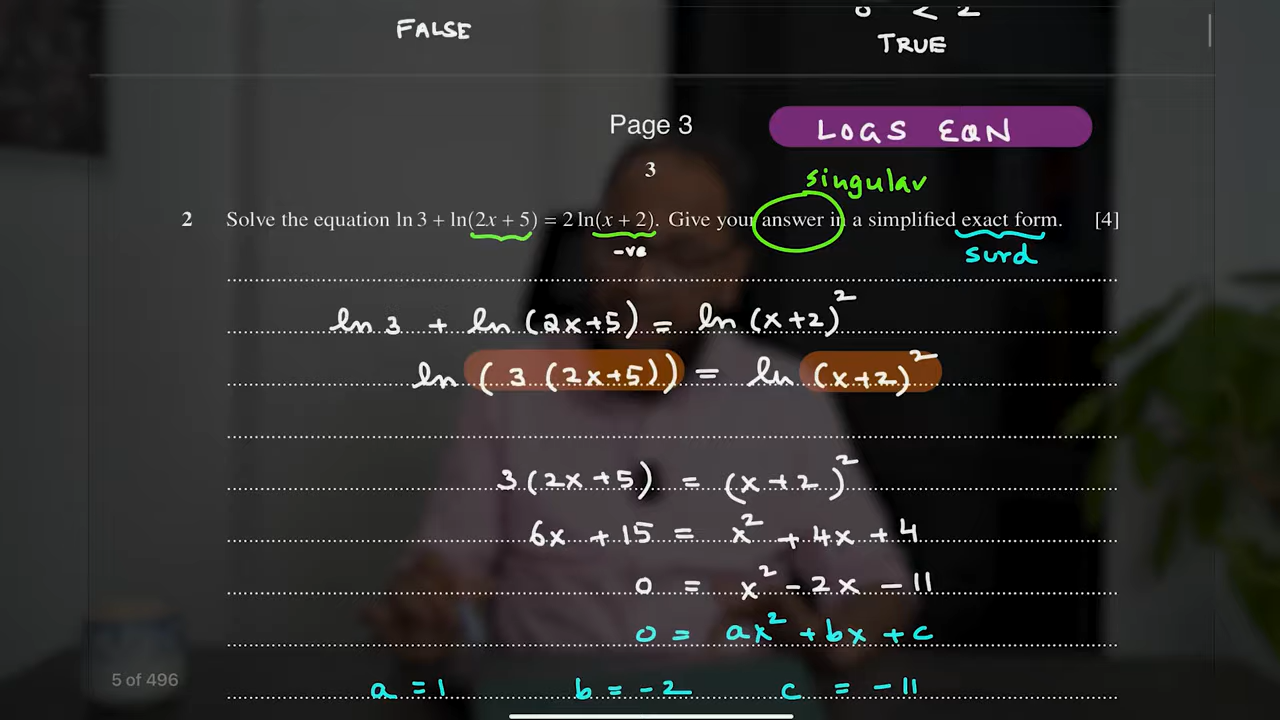 FALSE
0 < 2
TRUE
Page 3
LOGS EQN
3
singular
2 Solve the equation ln 3 + ln(2x + 5) = 2 ln(x + 2). Give your answer in a simplified exact form. [4]
-ve
surd
ln 3 + ln (2x+5) = ln (x+2)²
ln (3 (2x+5)) = ln (x+2)²
3(2x+5) = (x+2)²
6x + 15 = x² + 4x + 4
0 = x² - 2x - 11
0 = ax² + bx + c
5 of 496
a = 1 b = -2 c = -11